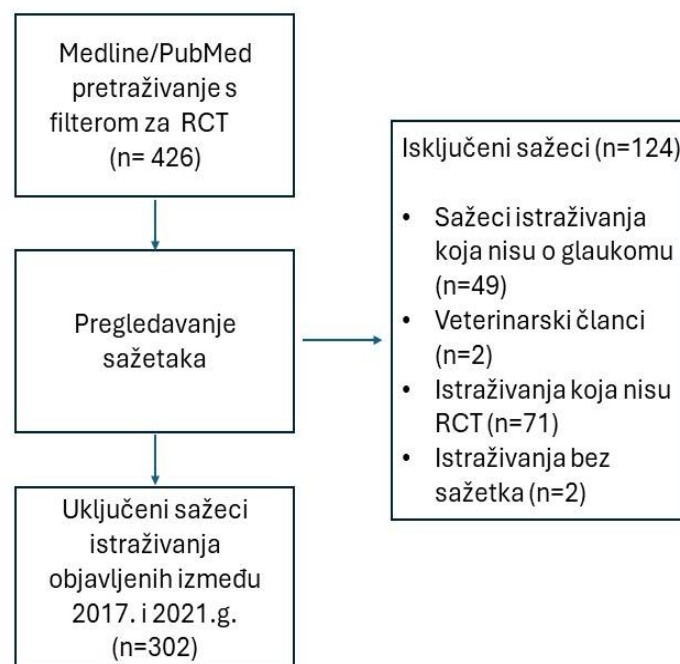 Medline/PubMed
pretraživanje s
filterom za RCT
(n= 426)
Pregledavanje
sažetaka
Isključeni sažeci (n=124)
• Sažeci istraživanja
koja nisu o glaukomu
(n=49)
• Veterinarski članci
(n=2)
• Istraživanja koja nisu
RCT (n=71)
• Istraživanja bez
sažetka (n=2)
Uključeni sažeci
istraživanja
objavljenih između
2017. i 2021.g.
(n=302)